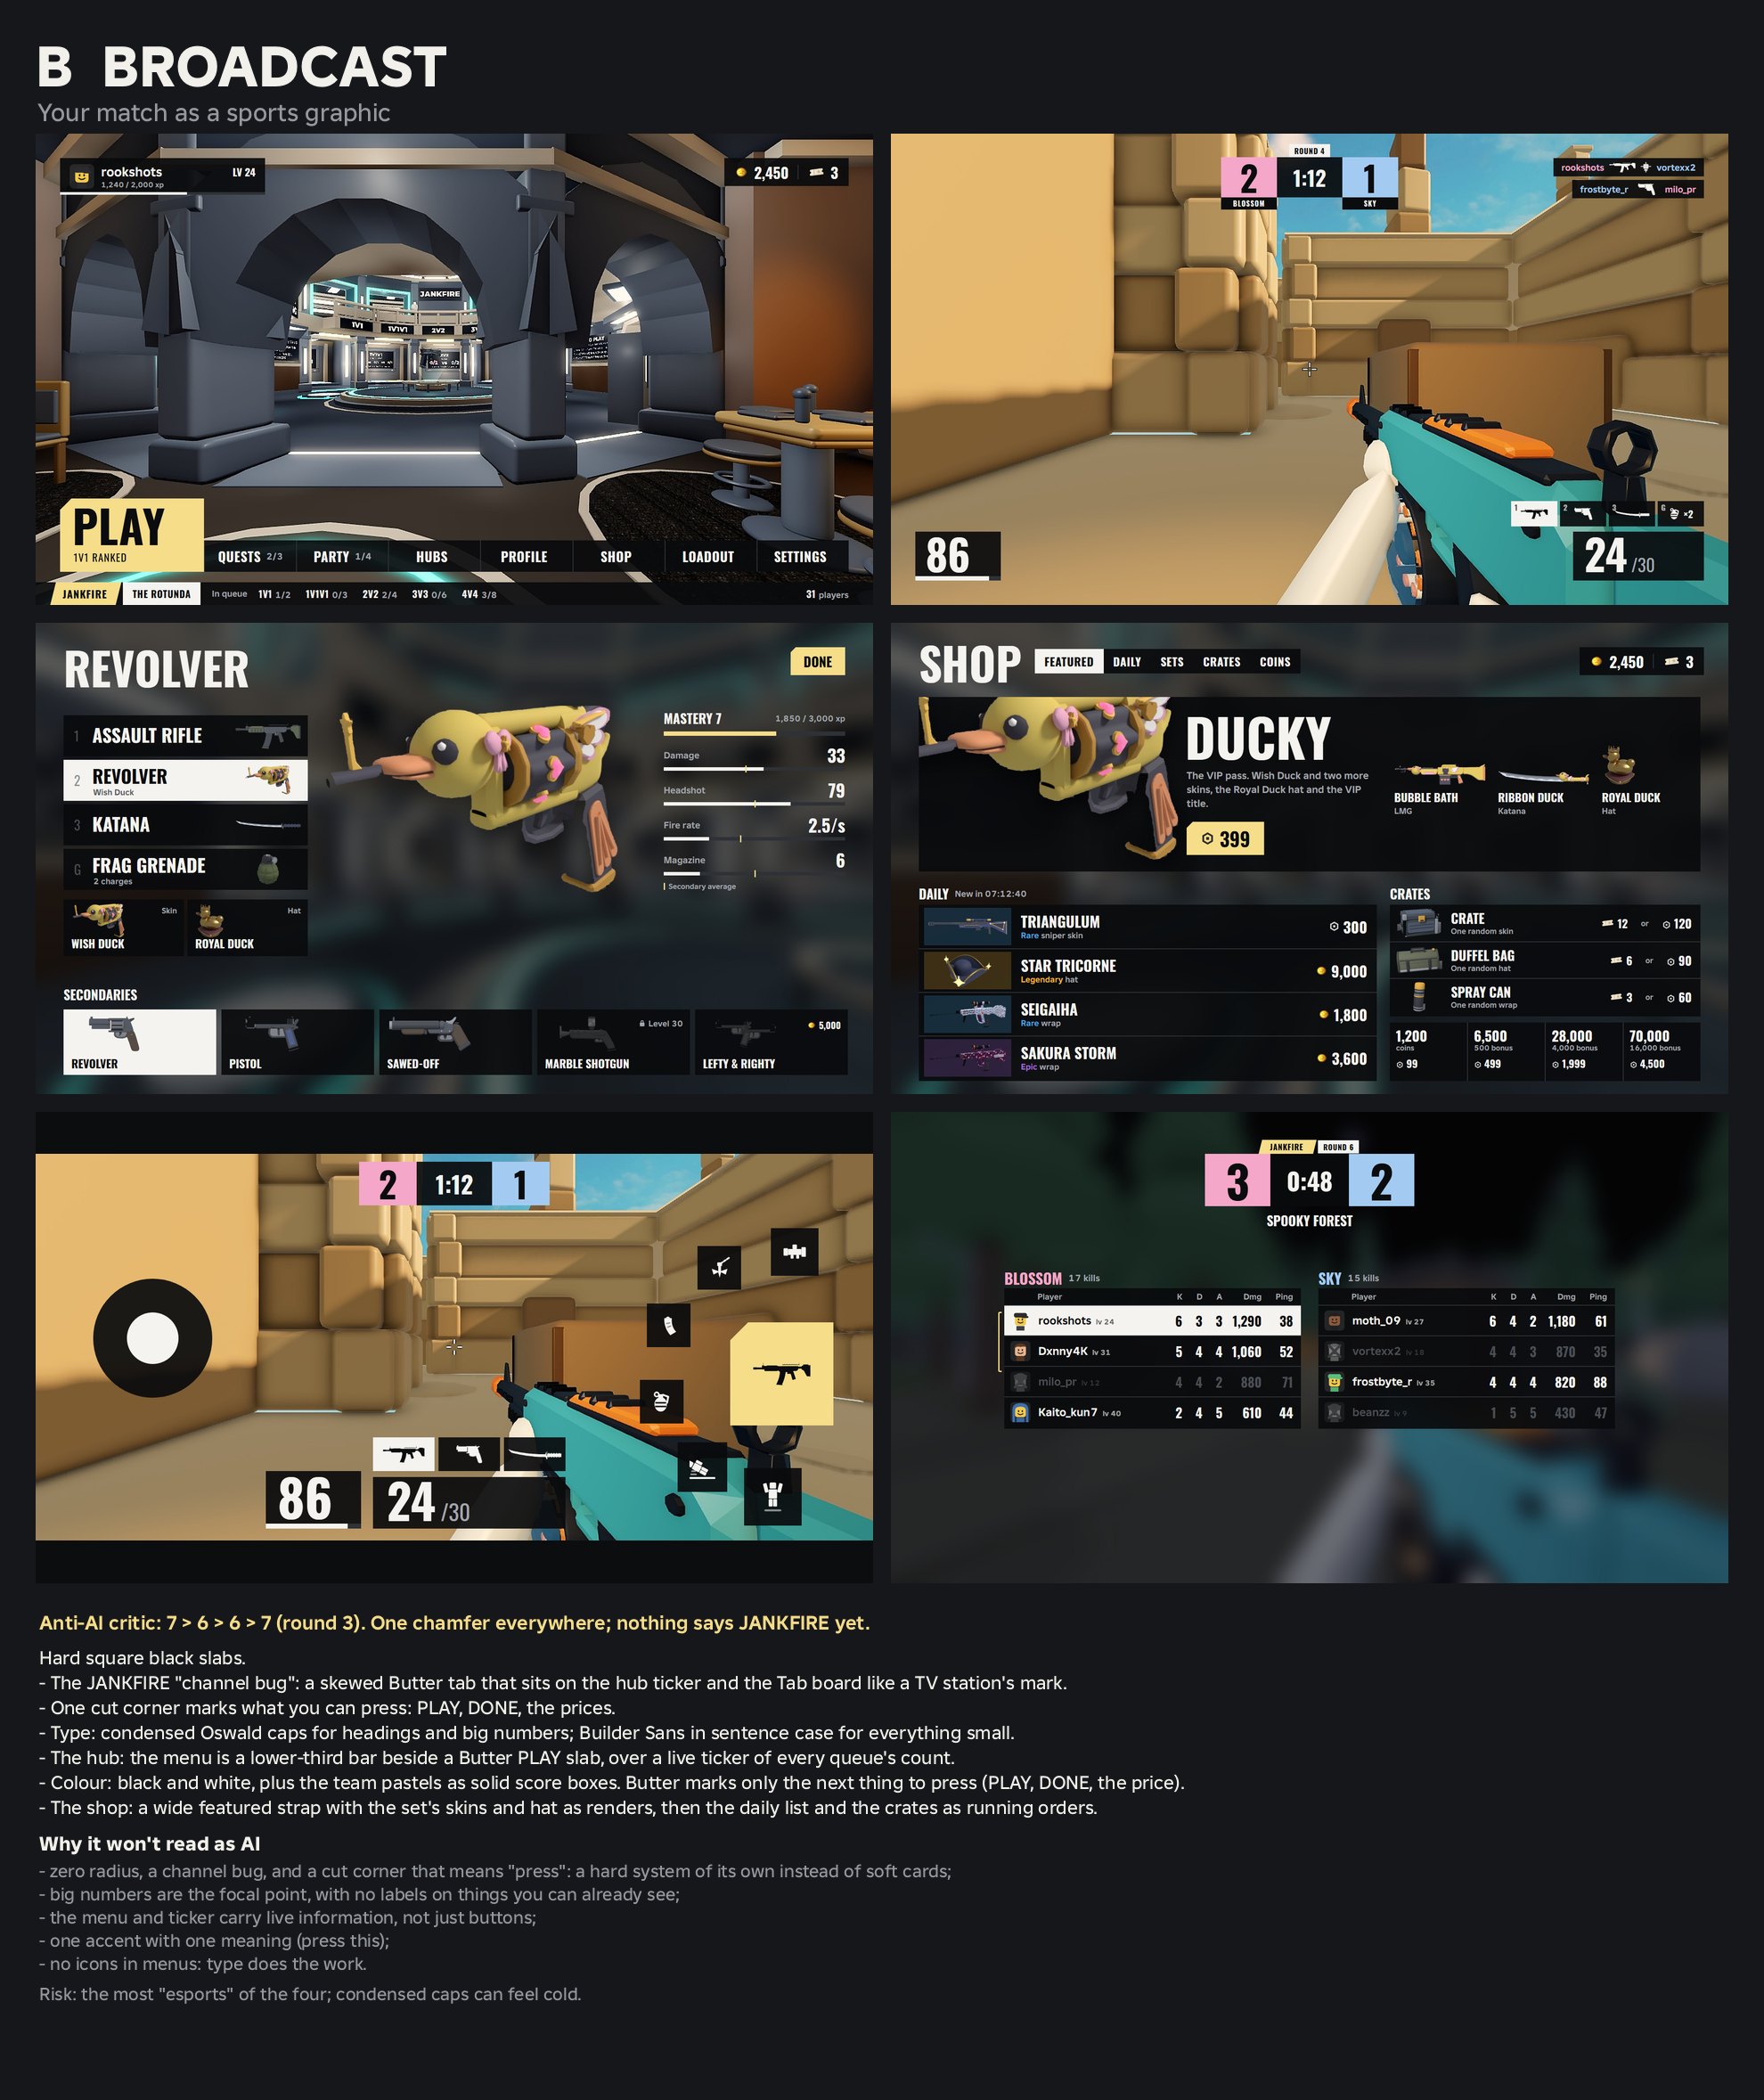 B BROADCAST
Your match as a sports graphic
rookshots LV 24
1,240 / 2,000 xp
2,450 3
JANKFIRE
1V1 1V1V1 2V2
PLAY
1V1 RANKED
QUESTS 2/3 PARTY 1/4 HUBS PROFILE SHOP LOADOUT SETTINGS
JANKFIRE THE ROTUNDA In queue 1V1 1/2 1V1V1 0/3 2V2 2/4 3V3 0/6 4V4 3/8 31 players
ROUND 4
2 1:12 1
BLOSSOM SKY
rookshots vortexx2
frostbyte_r milo_pr
1 2 3 G ×2
86
24 /30
REVOLVER
DONE
1 ASSAULT RIFLE
2 REVOLVER
Wish Duck
3 KATANA
G FRAG GRENADE
2 charges
Skin Hat
WISH DUCK ROYAL DUCK
MASTERY 7 1,850 / 3,000 xp
Damage 33
Headshot 79
Fire rate 2.5/s
Magazine 6
Secondary average
SECONDARIES
Level 30 5,000
REVOLVER PISTOL SAWED-OFF MARBLE SHOTGUN LEFTY & RIGHTY
SHOP FEATURED DAILY SETS CRATES COINS 2,450 3
DUCKY
The VIP pass. Wish Duck and two more
skins, the Royal Duck hat and the VIP
title.
399
BUBBLE BATH RIBBON DUCK ROYAL DUCK
LMG Katana Hat
DAILY New in 07:12:40
TRIANGULUM
Rare sniper skin
300
STAR TRICORNE
Legendary hat
9,000
SEIGAIHA
Rare wrap
1,800
SAKURA STORM
Epic wrap
3,600
CRATES
CRATE
One random skin
12 or 120
DUFFEL BAG
One random hat
6 or 90
SPRAY CAN
One random wrap
3 or 60
1,200 6,500 28,000 70,000
coins 500 bonus 4,000 bonus 16,000 bonus
99 499 1,999 4,500
2 1:12 1
86
24 /30
JANKFIRE ROUND 6
3 0:48 2
SPOOKY FOREST
BLOSSOM 17 kills
Player K D A Dmg Ping
rookshots lv 24 6 3 3 1,290 38
Dxnny4K lv 31 5 4 4 1,060 52
milo_pr lv 12 4 4 2 880 71
Kaito_kun7 lv 40 2 4 5 610 44
SKY 15 kills
Player K D A Dmg Ping
moth_09 lv 27 6 4 2 1,180 61
vortexx2 lv 18 4 4 3 870 35
frostbyte_r lv 35 4 4 4 820 88
beanzz lv 9 1 5 5 430 47
Anti-AI critic: 7 > 6 > 6 > 7 (round 3). One chamfer everywhere; nothing says JANKFIRE yet.
Hard square black slabs.
- The JANKFIRE "channel bug": a skewed Butter tab that sits on the hub ticker and the Tab board like a TV station's mark.
- One cut corner marks what you can press: PLAY, DONE, the prices.
- Type: condensed Oswald caps for headings and big numbers; Builder Sans in sentence case for everything small.
- The hub: the menu is a lower-third bar beside a Butter PLAY slab, over a live ticker of every queue's count.
- Colour: black and white, plus the team pastels as solid score boxes. Butter marks only the next thing to press (PLAY, DONE, the price).
- The shop: a wide featured strap with the set's skins and hat as renders, then the daily list and the crates as running orders.
Why it won't read as AI
- zero radius, a channel bug, and a cut corner that means "press": a hard system of its own instead of soft cards;
- big numbers are the focal point, with no labels on things you can already see;
- the menu and ticker carry live information, not just buttons;
- one accent with one meaning (press this);
- no icons in menus: type does the work.
Risk: the most "esports" of the four; condensed caps can feel cold.